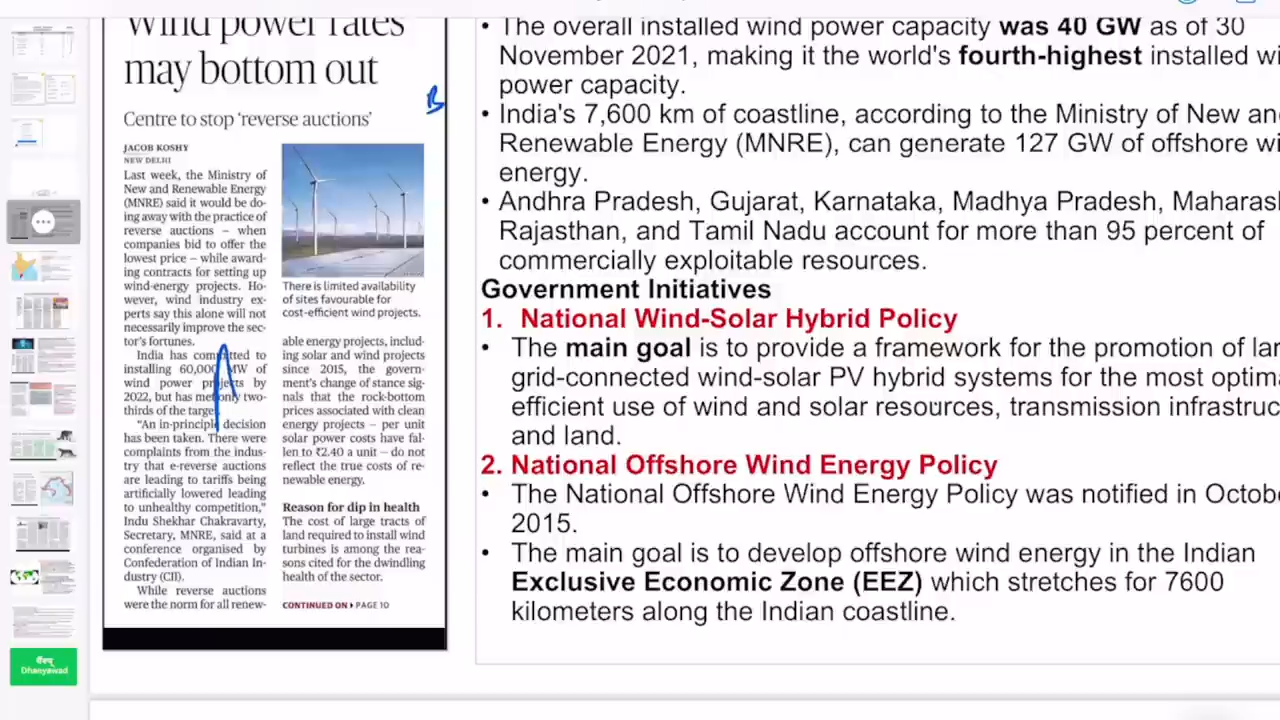 Wind power rates
may bottom out
Centre to stop 'reverse auctions'
JACOB KOSHY
NEW DELHI
Last week, the Ministry of
New and Renewable Energy
(MNRE) said it would be do-
ing away with the practice of
reverse auctions – when
companies bid to offer the
lowest price – while award-
ing contracts for setting up
wind-energy projects. Ho-
wever, wind industry ex-
perts say this alone will not
necessarily improve the sec-
tor's fortunes.
India has committed to
installing 60,000 MW of
wind power projects by
2022, but has met only two-
thirds of the target.
"An in-principle decision
has been taken. There were
complaints from the indus-
try that e-reverse auctions
are leading to tariffs being
artificially lowered leading
to unhealthy competition,"
Indu Shekhar Chakravarty,
Secretary, MNRE, said at a
conference organised by
Confederation of Indian In-
dustry (CII).
While reverse auctions
were the norm for all renew-
There is limited availability
of sites favourable for
cost-efficient wind projects.
able energy projects, includ-
ing solar and wind projects
since 2015, the govern-
ment's change of stance sig-
nals that the rock-bottom
prices associated with clean
energy projects – per unit
solar power costs have fal-
len to ₹2.40 a unit – do not
reflect the true costs of re-
newable energy.
Reason for dip in health
The cost of large tracts of
land required to install wind
turbines is among the rea-
sons cited for the dwindling
health of the sector.
CONTINUED ON PAGE 10
• The overall installed wind power capacity was 40 GW as of 30
November 2021, making it the world's fourth-highest installed wi
power capacity.
• India's 7,600 km of coastline, according to the Ministry of New an
Renewable Energy (MNRE), can generate 127 GW of offshore wi
energy.
• Andhra Pradesh, Gujarat, Karnataka, Madhya Pradesh, Maharas
Rajasthan, and Tamil Nadu account for more than 95 percent of
commercially exploitable resources.
Government Initiatives
1. National Wind-Solar Hybrid Policy
• The main goal is to provide a framework for the promotion of lar
grid-connected wind-solar PV hybrid systems for the most optima
efficient use of wind and solar resources, transmission infrastruc
and land.
2. National Offshore Wind Energy Policy
• The National Offshore Wind Energy Policy was notified in Octobe
2015.
• The main goal is to develop offshore wind energy in the Indian
Exclusive Economic Zone (EEZ) which stretches for 7600
kilometers along the Indian coastline.
Dhanyawad